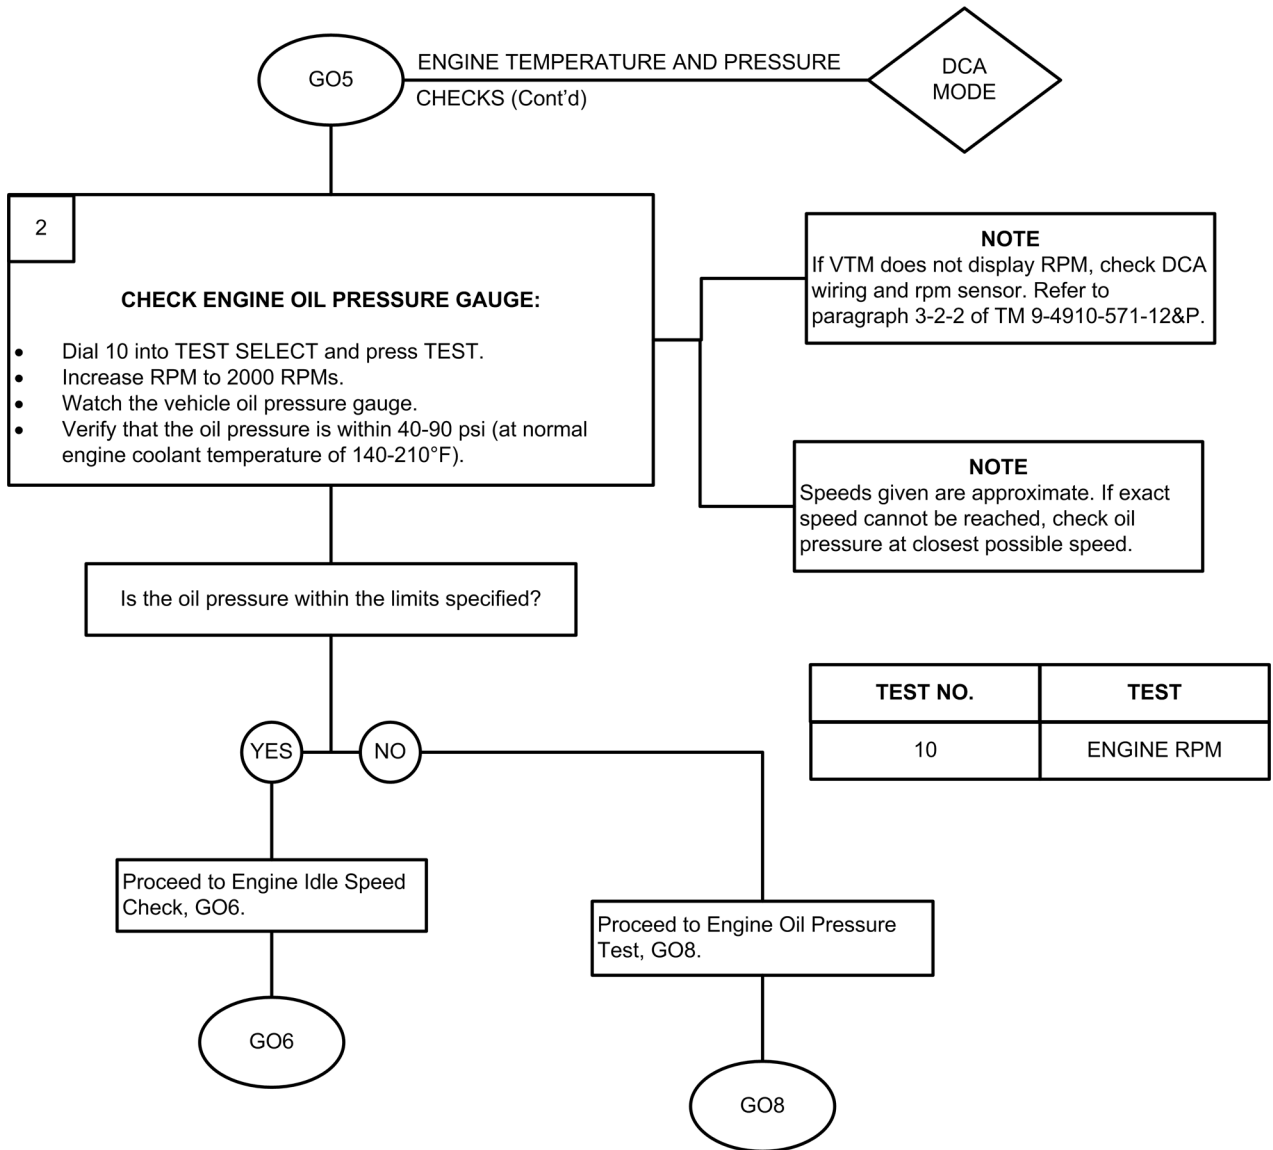 GO5
ENGINE TEMPERATURE AND PRESSURE
CHECKS (Cont'd)
DCA
MODE
2
CHECK ENGINE OIL PRESSURE GAUGE:
• Dial 10 into TEST SELECT and press TEST.
• Increase RPM to 2000 RPMs.
• Watch the vehicle oil pressure gauge.
• Verify that the oil pressure is within 40-90 psi (at normal
engine coolant temperature of 140-210°F).
NOTE
If VTM does not display RPM, check DCA
wiring and rpm sensor. Refer to
paragraph 3-2-2 of TM 9-4910-571-12&P.
NOTE
Speeds given are approximate. If exact
speed cannot be reached, check oil
pressure at closest possible speed.
Is the oil pressure within the limits specified?
TEST NO. TEST
10 ENGINE RPM
YES NO
Proceed to Engine Idle Speed
Check, GO6.
Proceed to Engine Oil Pressure
Test, GO8.
GO6
GO8